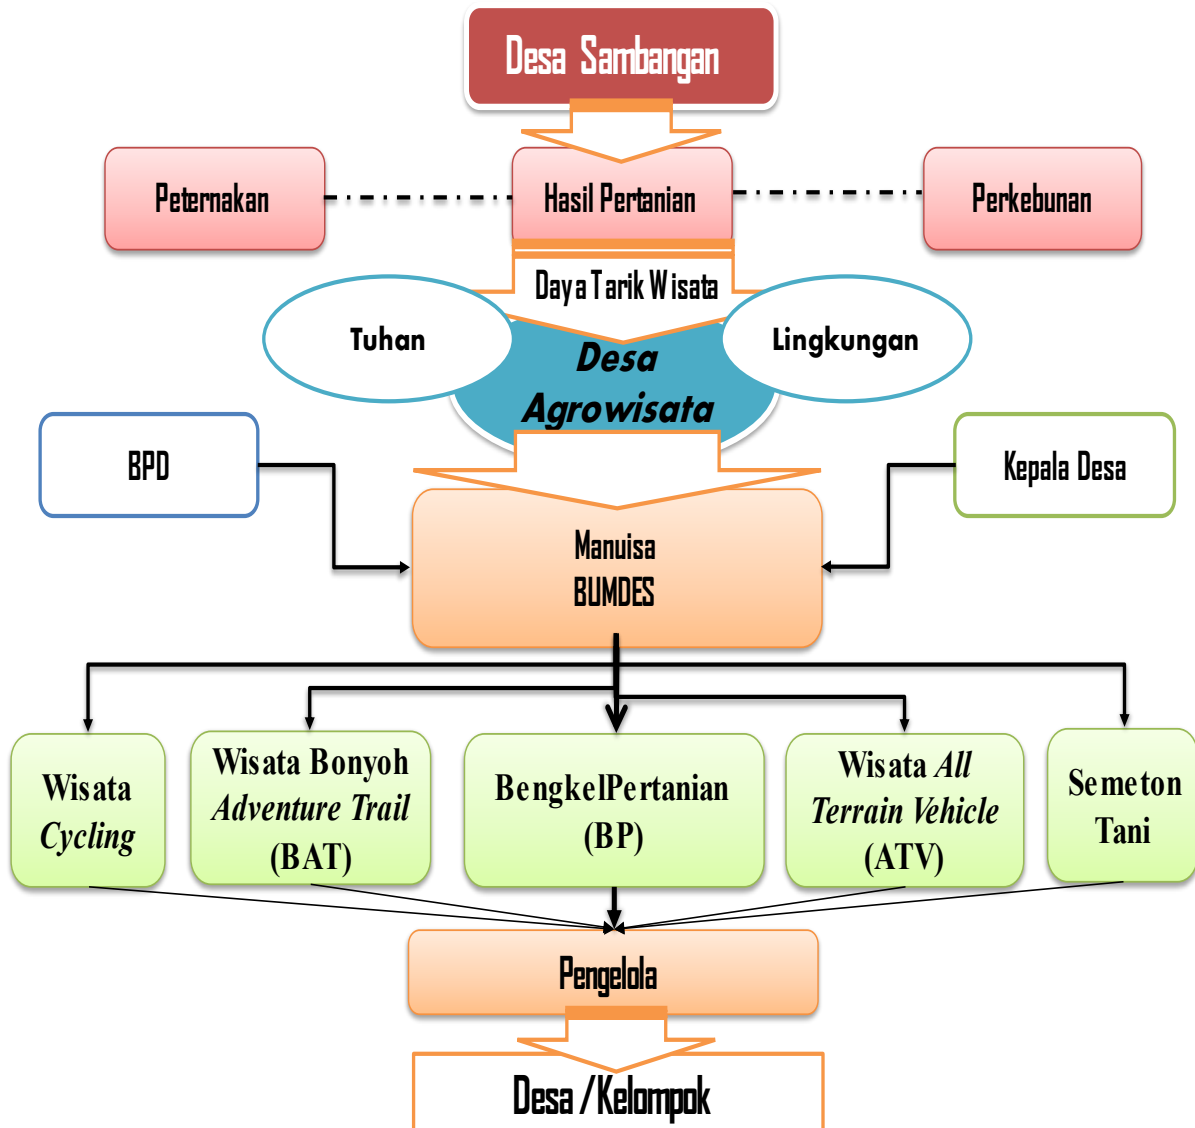 Desa Sambangan
Peternakan
Hasil Pertanian
Perkebunan
Daya Tarik Wisata
Tuhan
Lingkungan
Desa
Agrowisata
BPD
Kepala Desa
Manuisa
BUMDES
Wisata
Cycling
Wisata Bonyoh
Adventure Trail
(BAT)
BengkelPertanian
(BP)
Wisata All
Terrain Vehicle
(ATV)
Semeton
Tani
Pengelola
Desa /Kelompok